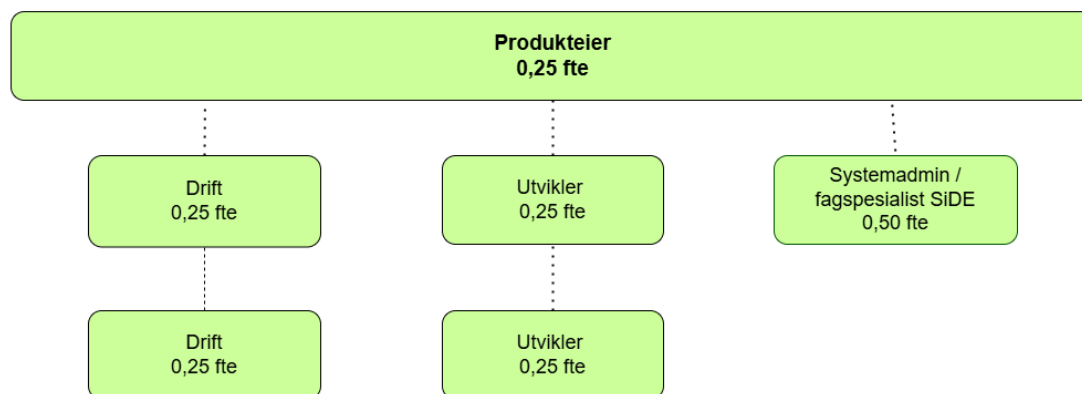 Produkteier
0,25 fte
Drift
0,25 fte
Utvikler
0,25 fte
Systemadmin /
fagspesialist SiDE
0,50 fte
Drift
0,25 fte
Utvikler
0,25 fte